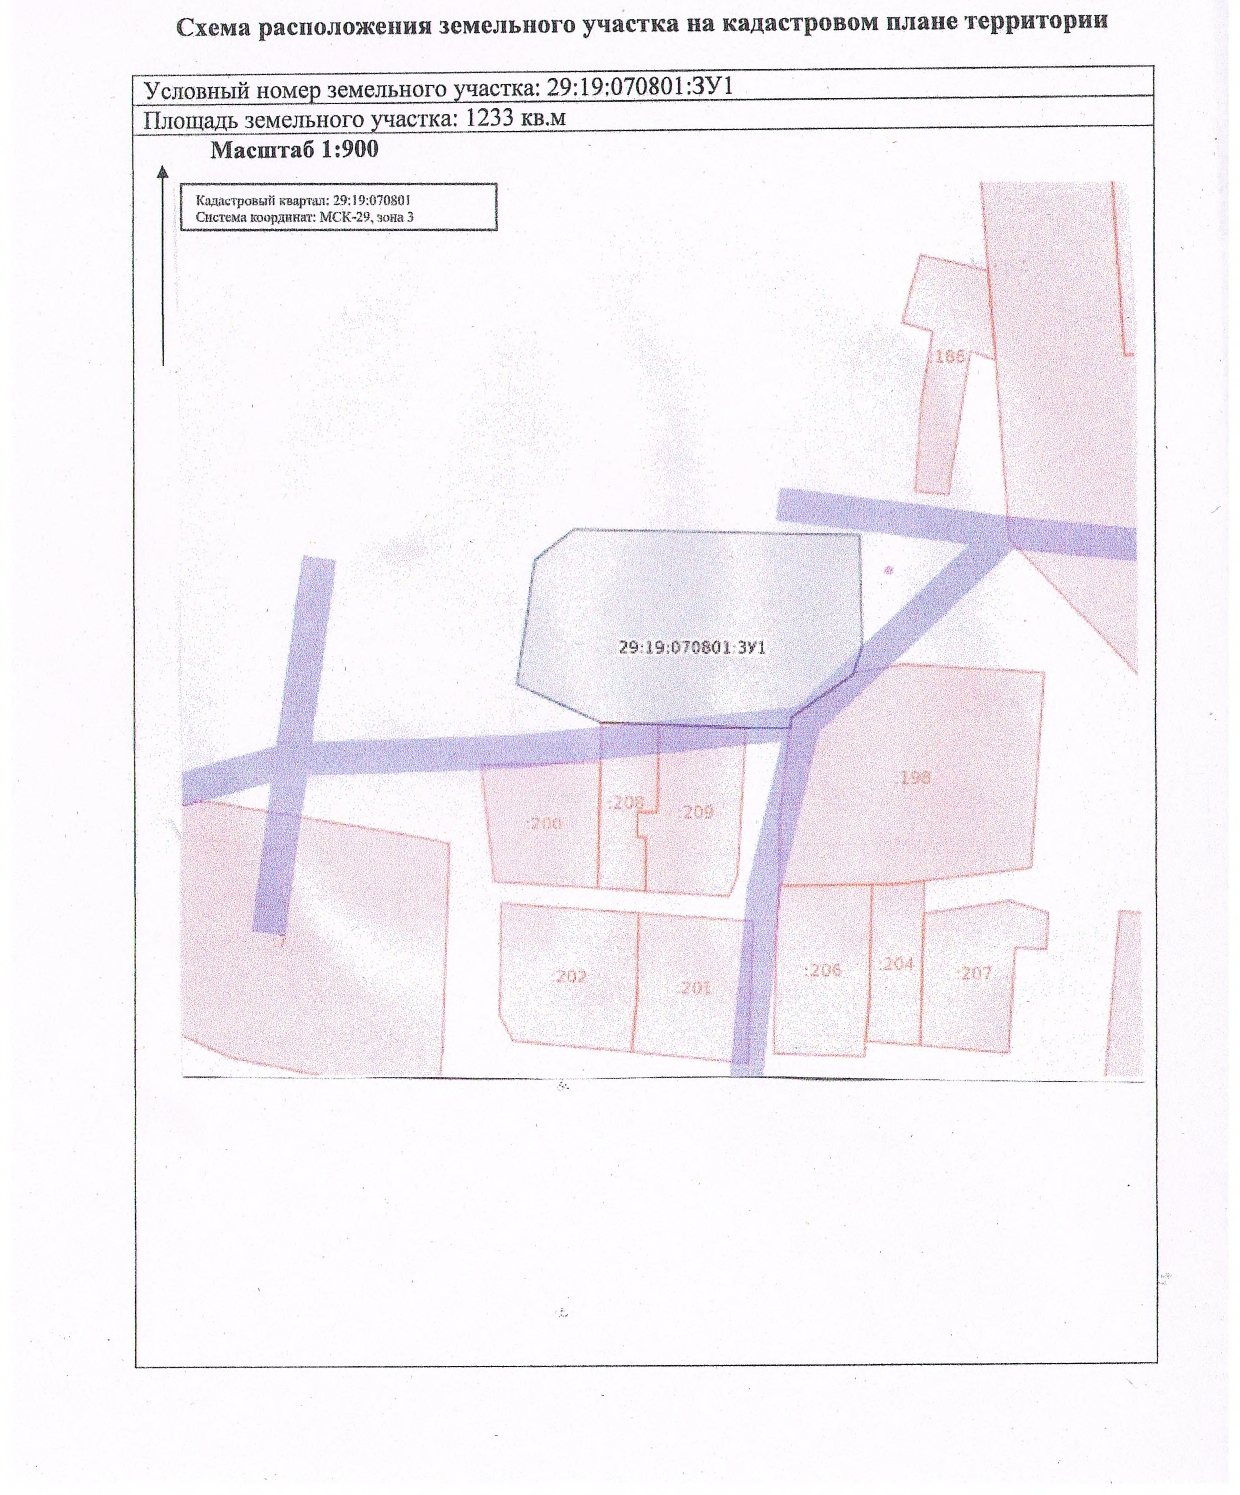 Схема расположения земельного участка на кадастровом плане территории
Условный номер земельного участка: 29:19:070801:ЗУ1
Площадь земельного участка: 1233 кв.м
Масштаб 1:900
Кадастровый квартал: 29:19:070801
Система координат: МСК-29, зона 3
:186
29:19:070801:ЗУ1
:198
:208
:209
:200
:204
:206
:207
:202
:201